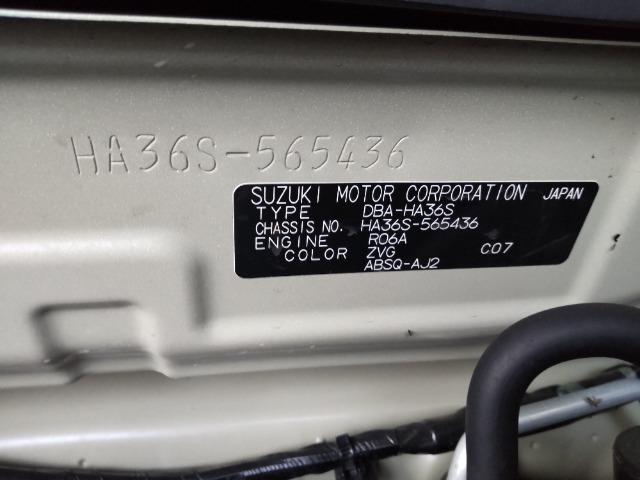 HA36S-565436
SUZUKI MOTOR CORPORATION JAPAN
TYPE DBA-HA36S
CHASSIS NO. HA36S-565436
ENGINE R06A
COLOR ZVG C07
ABSQ-AJ2